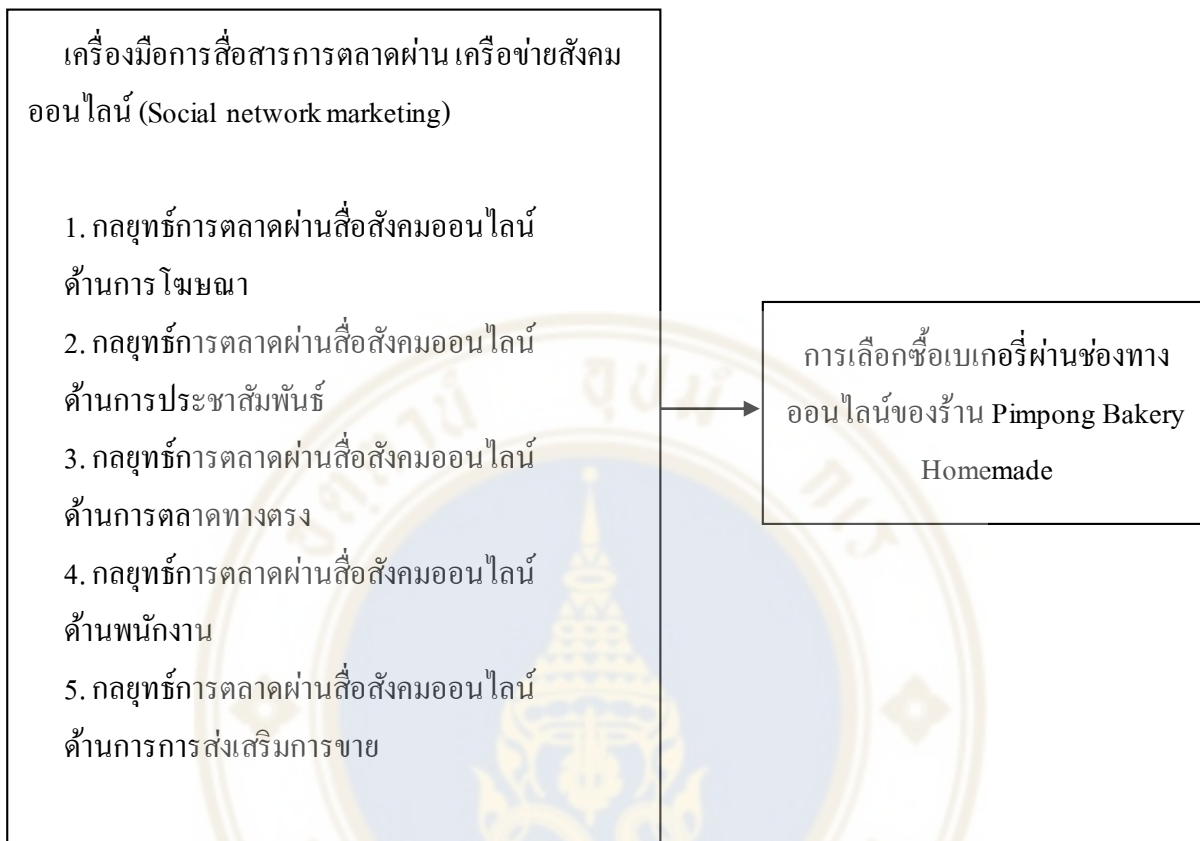 เครื่องมือการสื่อสารการตลาดผ่าน เครือข่ายสังคม
ออนไลน์ (Social network marketing)
1. กลยุทธ์การตลาดผ่านสื่อสังคมออนไลน์
ด้านการโฆษณา
2. กลยุทธ์การตลาดผ่านสื่อสังคมออนไลน์
ด้านการประชาสัมพันธ์
3. กลยุทธ์การตลาดผ่านสื่อสังคมออนไลน์
ด้านการตลาดทางตรง
4. กลยุทธ์การตลาดผ่านสื่อสังคมออนไลน์
ด้านพนักงาน
5. กลยุทธ์การตลาดผ่านสื่อสังคมออนไลน์
ด้านการการส่งเสริมการขาย
การเลือกซื้อเบเกอรี่ผ่านช่องทาง
ออนไลน์ของร้าน Pimpong Bakery
Homemade